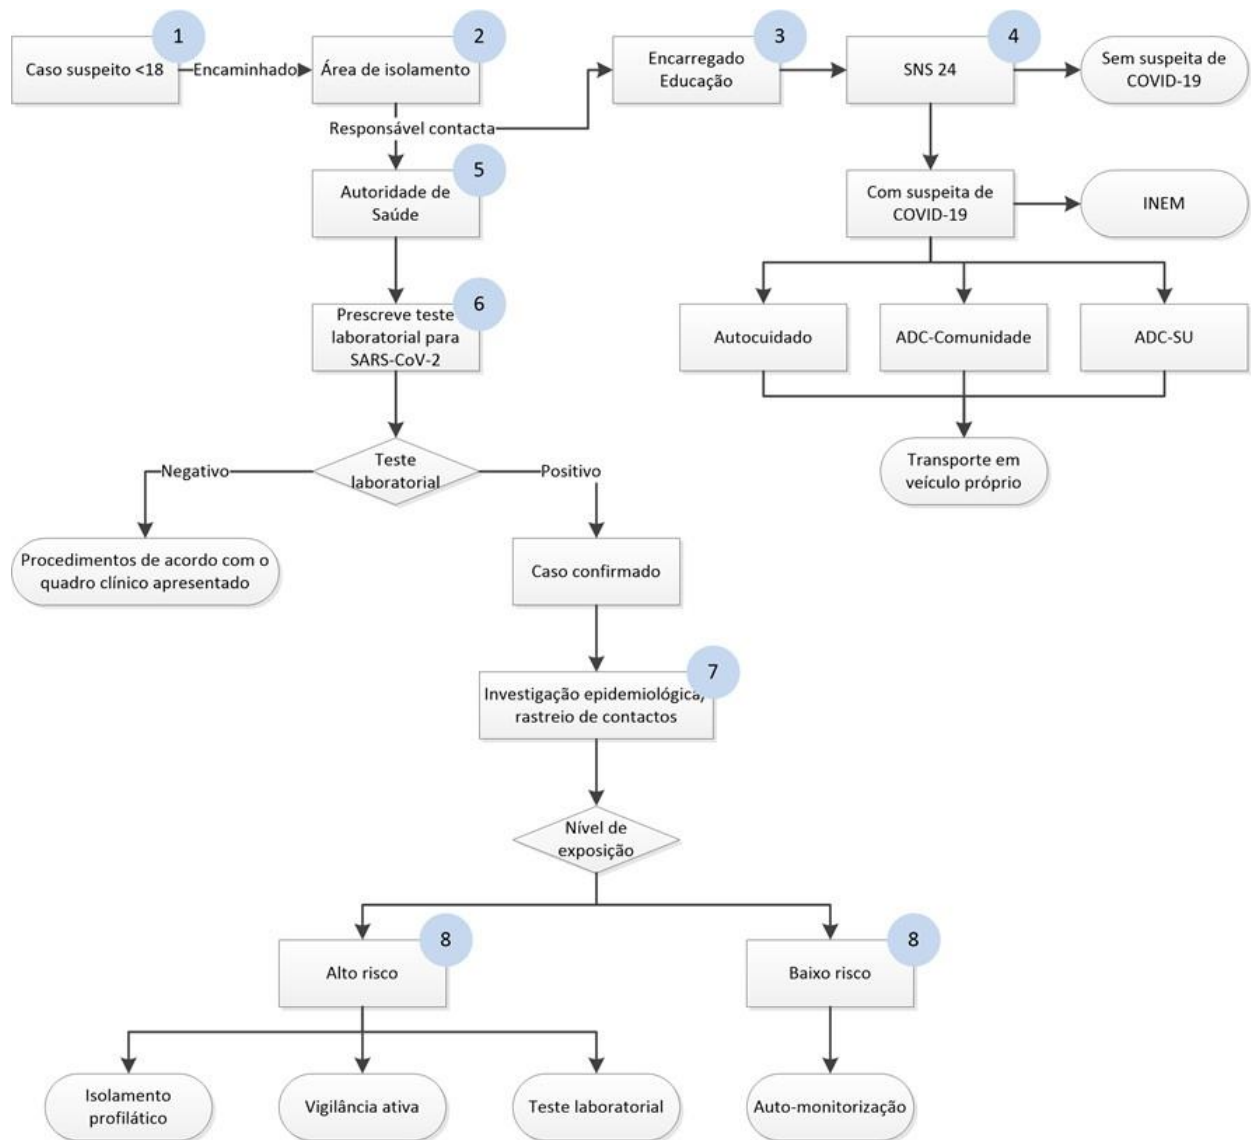 1
Caso suspeito <18
Encaminhado
2
Área de isolamento
3
Encarregado
Educação
4
SNS 24
Sem suspeita de
COVID-19
Responsável contacta
5
Autoridade de
Saúde
Com suspeita de
COVID-19
INEM
6
Prescreve teste
laboratorial para
SARS-CoV-2
Autocuidado
ADC-Comunidade
ADC-SU
Negativo
Teste
laboratorial
Positivo
Transporte em
veículo próprio
Procedimentos de acordo com o
quadro clínico apresentado
Caso confirmado
7
Investigação epidemiológica/
rastreio de contactos
Nível de
exposição
8
Alto risco
8
Baixo risco
Isolamento
profilático
Vigilância ativa
Teste laboratorial
Auto-monitorização